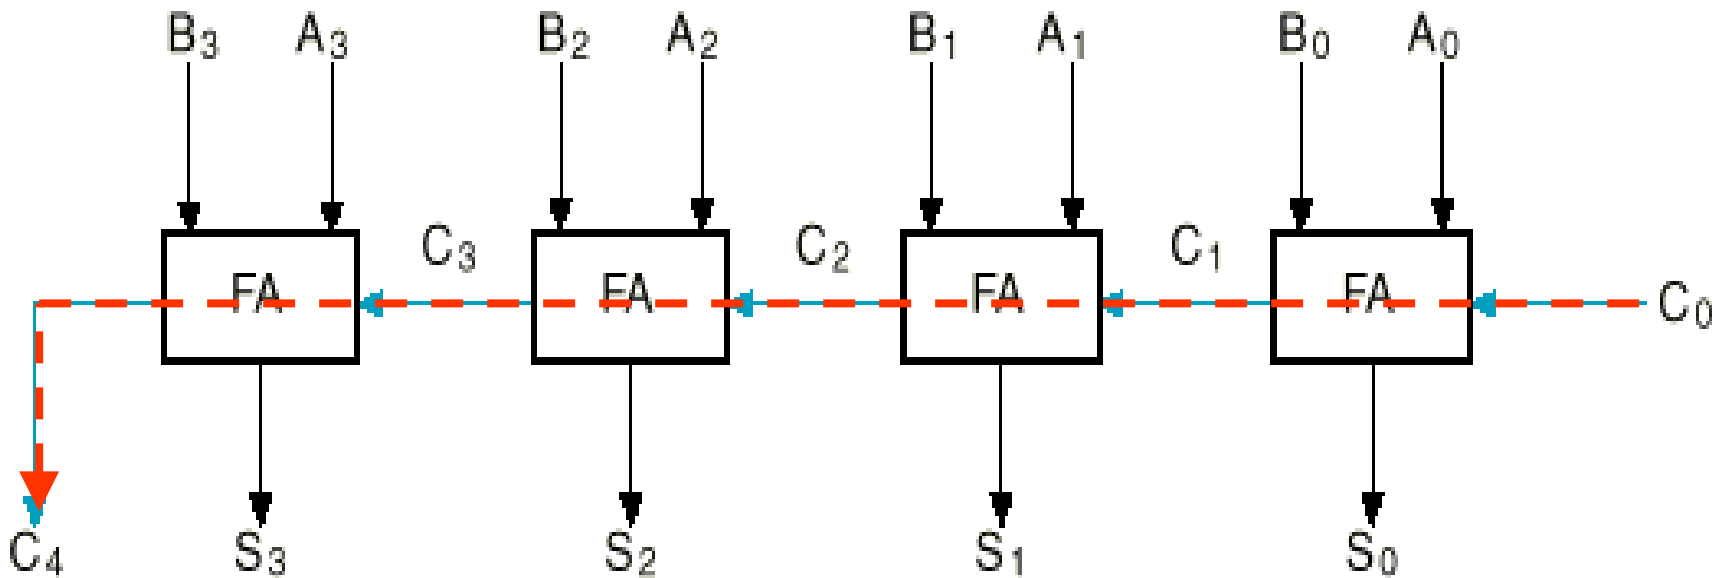 B3 A3 B2 A2 B1 A1 B0 A0
C3 C2 C1
FA FA FA FA C0
C4 S3 S2 S1 S0